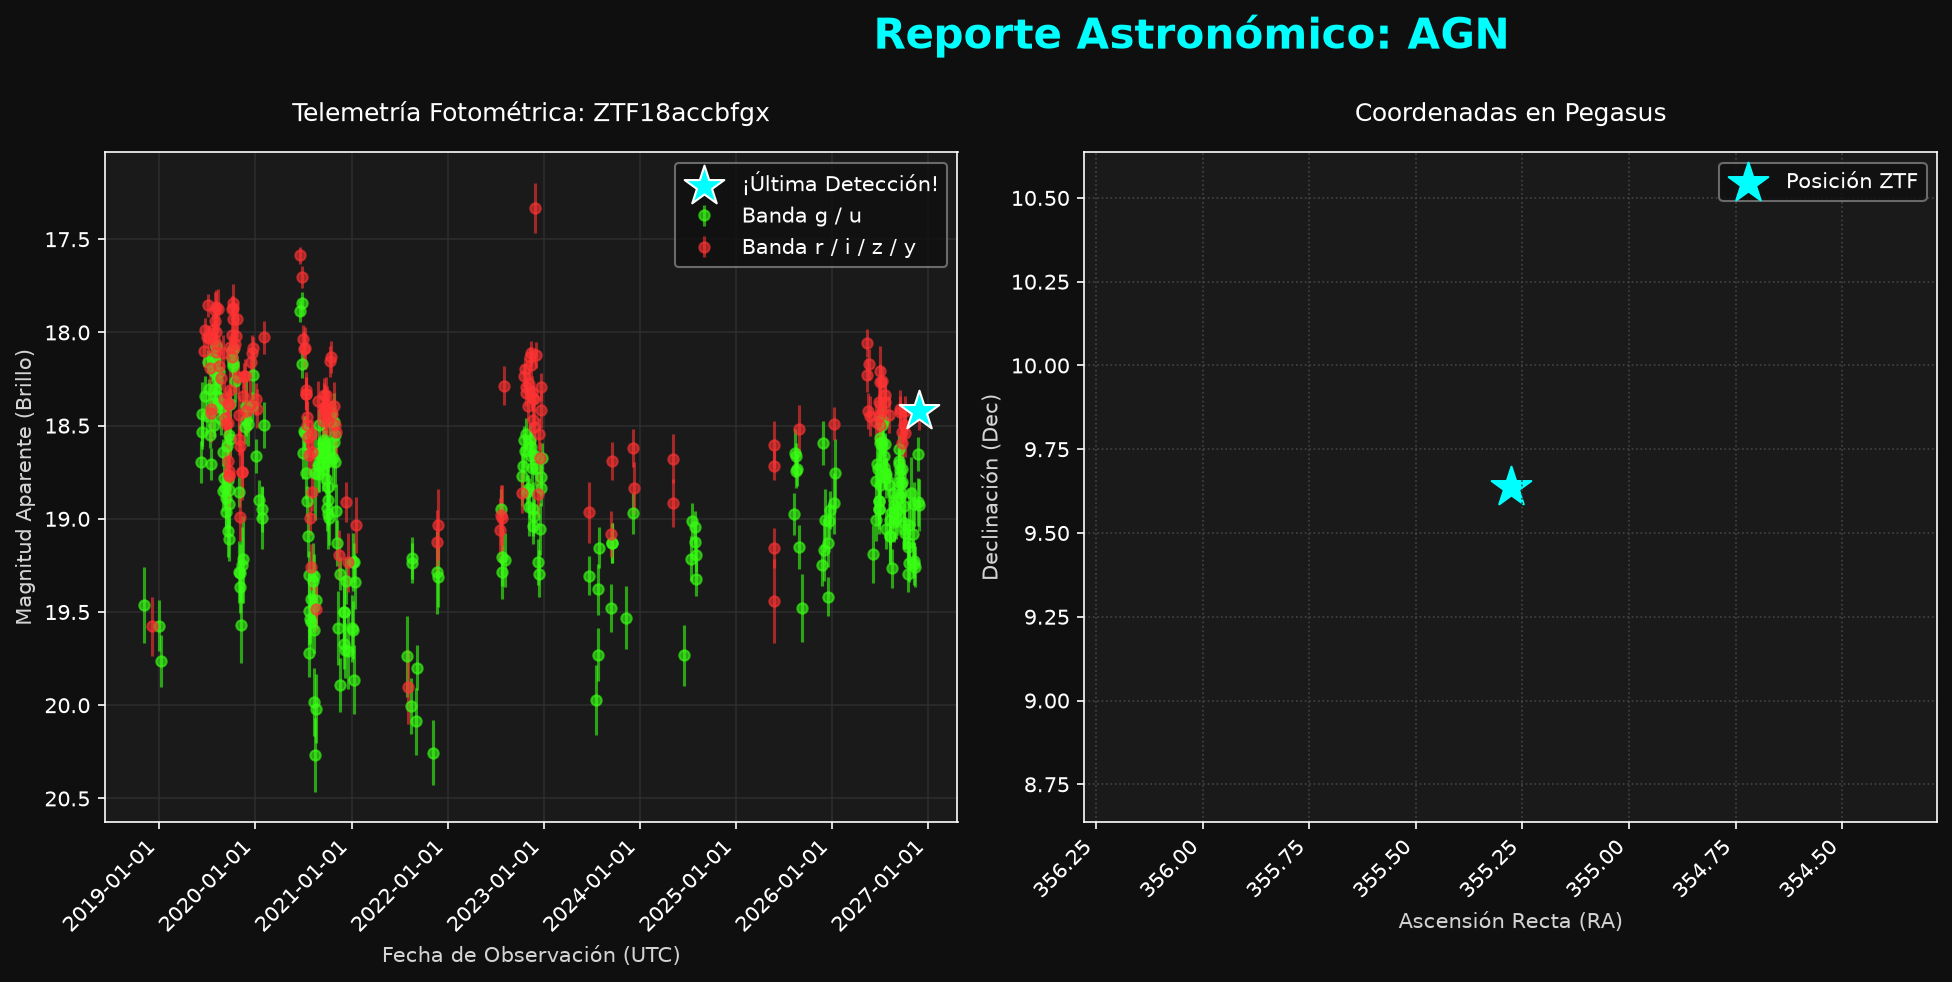 Reporte Astronómico: AGN
Telemetría Fotométrica: ZTF18accbfgx
¡Última Detección!
Banda g / u
Banda r / i / z / y
Magnitud Aparente (Brillo)
17.5
18.0
18.5
19.0
19.5
20.0
20.5
2019-01-01
2020-01-01
2021-01-01
2022-01-01
2023-01-01
2024-01-01
2025-01-01
2026-01-01
2027-01-01
Fecha de Observación (UTC)
Coordenadas en Pegasus
Posición ZTF
Declinación (Dec)
10.50
10.25
10.00
9.75
9.50
9.25
9.00
8.75
356.25
356.00
355.75
355.50
355.25
355.00
354.75
354.50
Ascensión Recta (RA)